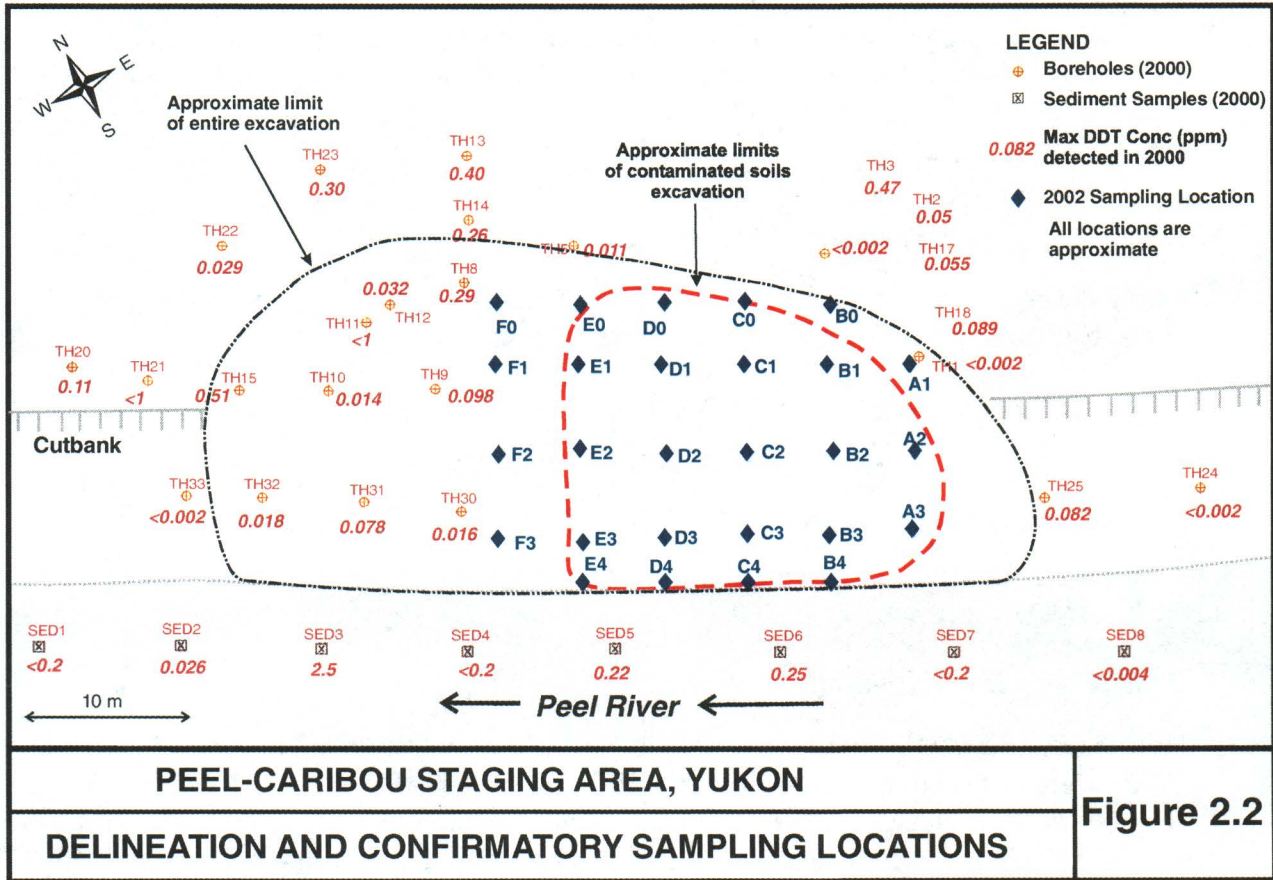 N
E
W
S
LEGEND
Boreholes (2000)
Sediment Samples (2000)
0.082 Max DDT Conc (ppm)
detected in 2000
2002 Sampling Location
All locations are
approximate
Approximate limit
of entire excavation
Approximate limits
of contaminated soils
excavation
TH23
0.30
TH13
0.40
TH14
0.26
TH3
0.47
TH2
0.05
TH22
0.029
TH5
0.011
<0.002
TH17
0.055
TH8
0.29
0.032
TH12
TH11
<1
F0
E0
D0
C0
B0
TH18
0.089
TH1
<0.002
TH20
0.11
TH21
<1
TH15
0.51
TH10
0.014
TH9
0.098
F1
E1
D1
C1
B1
A1
Cutbank
F2
E2
D2
C2
B2
A2
TH33
<0.002
TH32
0.018
TH31
0.078
TH30
0.016
F3
E3
D3
C3
B3
A3
TH25
0.082
TH24
<0.002
E4
D4
C4
B4
SED1
<0.2
SED2
0.026
SED3
2.5
SED4
<0.2
SED5
0.22
SED6
0.25
SED7
<0.2
SED8
<0.004
10 m
Peel River
PEEL-CARIBOU STAGING AREA, YUKON
DELINEATION AND CONFIRMATORY SAMPLING LOCATIONS
Figure 2.2